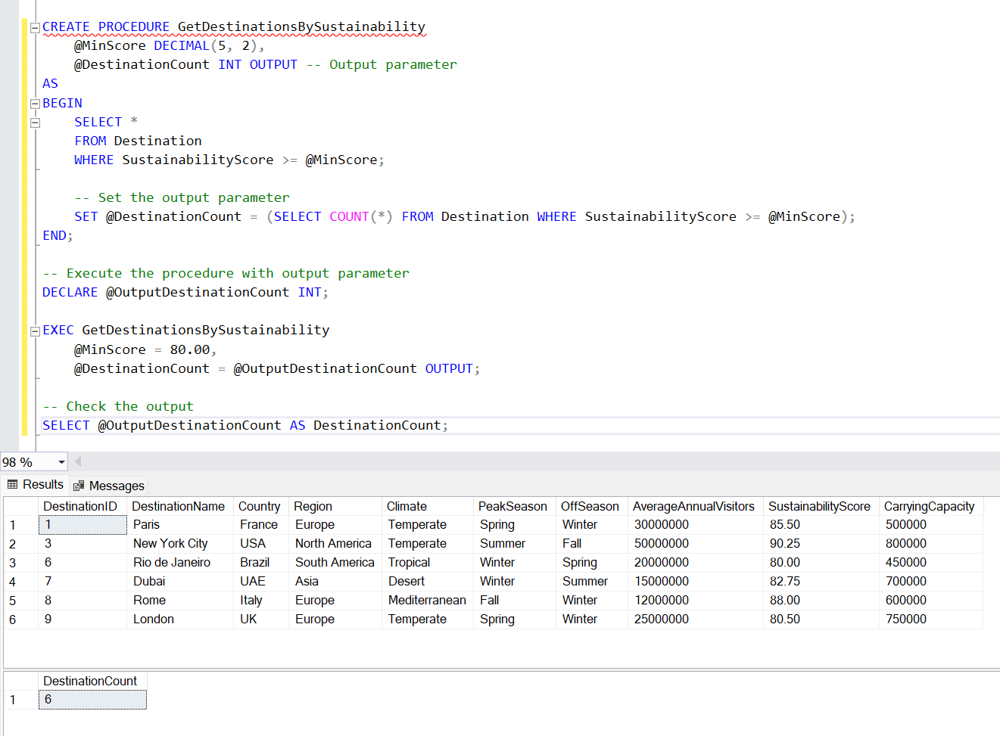 CREATE PROCEDURE GetDestinationsBySustainability
@MinScore DECIMAL(5, 2),
@DestinationCount INT OUTPUT -- Output parameter
AS
BEGIN
SELECT *
FROM Destination
WHERE SustainabilityScore >= @MinScore;
-- Set the output parameter
SET @DestinationCount = (SELECT COUNT(*) FROM Destination WHERE SustainabilityScore >= @MinScore);
END;
-- Execute the procedure with output parameter
DECLARE @OutputDestinationCount INT;
EXEC GetDestinationsBySustainability
@MinScore = 80.00,
@DestinationCount = @OutputDestinationCount OUTPUT;
-- Check the output
SELECT @OutputDestinationCount AS DestinationCount;
98 %
Results Messages
DestinationID DestinationName Country Region Climate PeakSeason OffSeason AverageAnnualVisitors SustainabilityScore CarryingCapacity
1 1 Paris France Europe Temperate Spring Winter 30000000 85.50 500000
2 3 New York City USA North America Temperate Summer Fall 50000000 90.25 800000
3 6 Rio de Janeiro Brazil South America Tropical Winter Spring 20000000 80.00 450000
4 7 Dubai UAE Asia Desert Winter Summer 15000000 82.75 700000
5 8 Rome Italy Europe Mediterranean Fall Winter 12000000 88.00 600000
6 9 London UK Europe Temperate Spring Winter 25000000 80.50 750000
DestinationCount
1 6